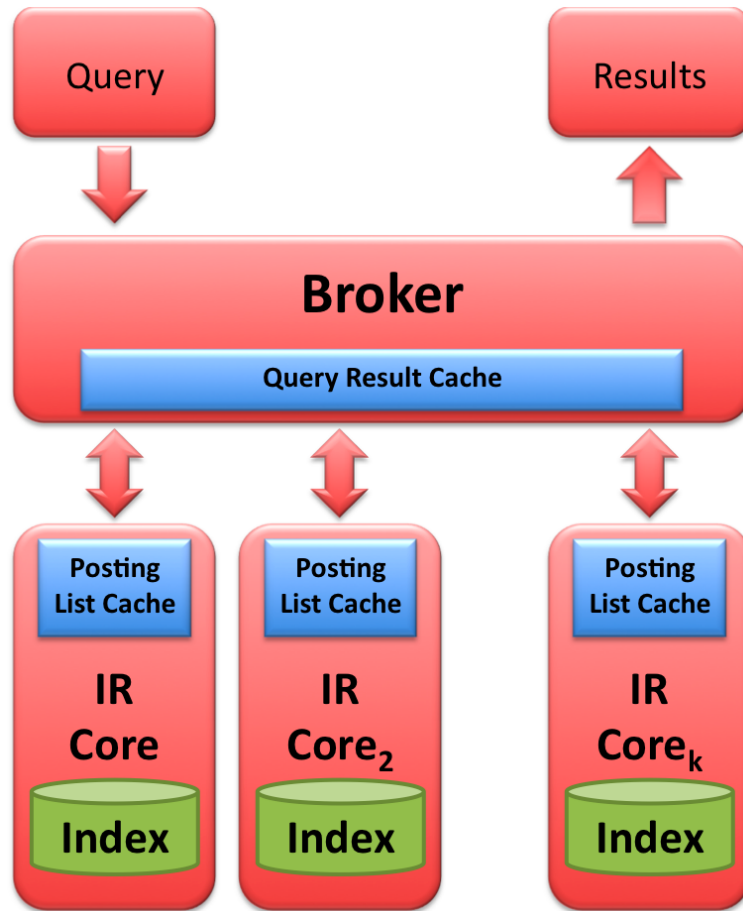 Query
Results
Broker
Query Result Cache
Posting
List Cache
IR
Core
Index
Posting
List Cache
IR
Core₂
Index
Posting
List Cache
IR
Coreₖ
Index